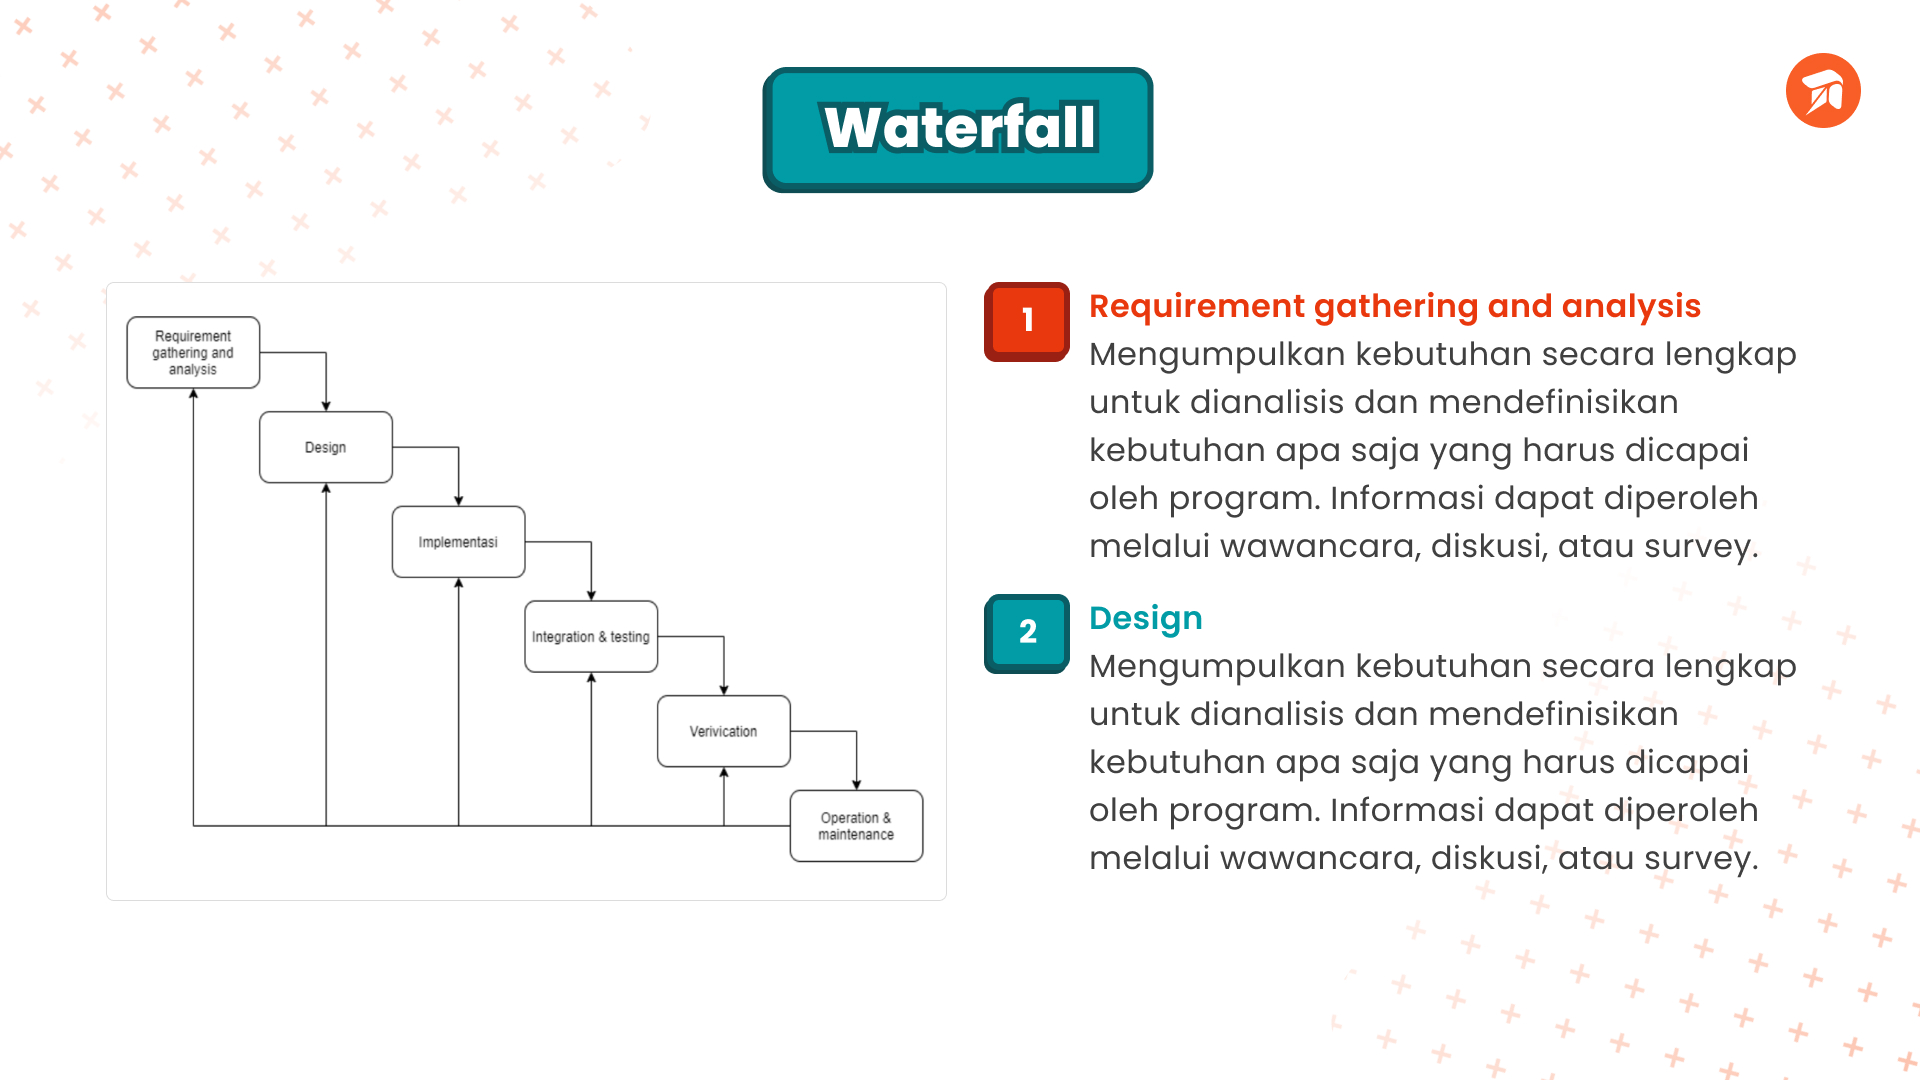 Waterfall
Requirement
gathering and
analysis
Design
Implementasi
Integration & testing
Verivication
Operation &
maintenance
1
Requirement gathering and analysis
Mengumpulkan kebutuhan secara lengkap
untuk dianalisis dan mendefinisikan
kebutuhan apa saja yang harus dicapai
oleh program. Informasi dapat diperoleh
melalui wawancara, diskusi, atau survey.
2
Design
Mengumpulkan kebutuhan secara lengkap
untuk dianalisis dan mendefinisikan
kebutuhan apa saja yang harus dicapai
oleh program. Informasi dapat diperoleh
melalui wawancara, diskusi, atau survey.